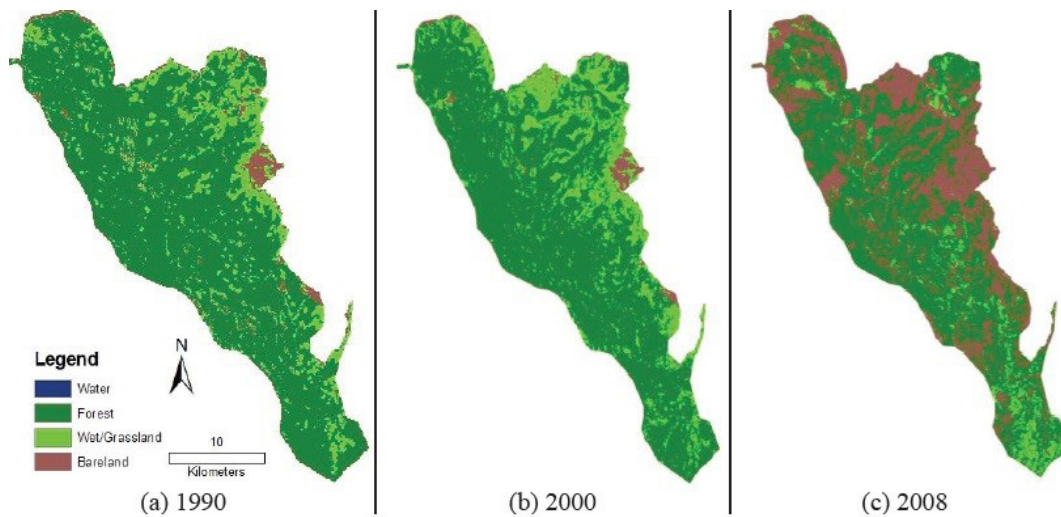 Legend
Water
Forest
Wet/Grassland
Bareland
N
10
Kilometers
(a) 1990
(b) 2000
(c) 2008